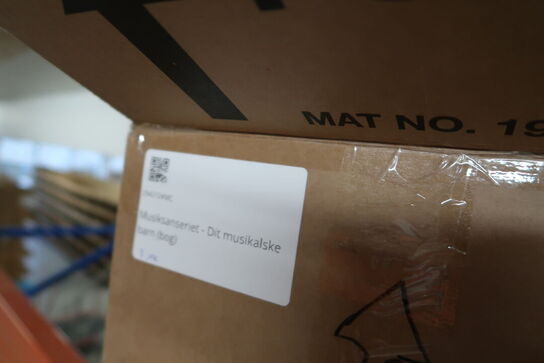 MAT NO. 19
Musiksanseriet - Dit musikalske
barn (bog)